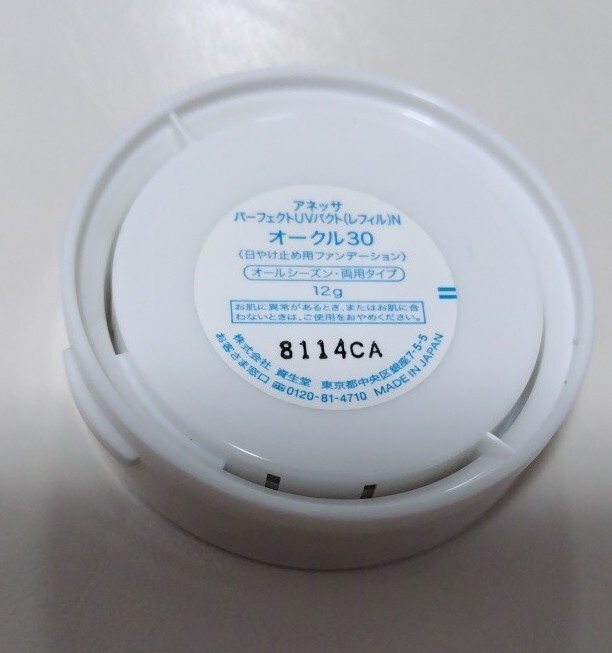 アネッサ
パーフェクトUVパクト(レフィル)N
オークル30
〈日やけ止め用ファンデーション〉
オールシーズン・両用タイプ
12g
お肌に異常があるとき、またはお肌に合
わないときは、ご使用をおやめください。
8114CA
株式会社 資生堂 東京都中央区銀座7-5-5
お客さま窓口 0120-81-4710 MADE IN JAPAN